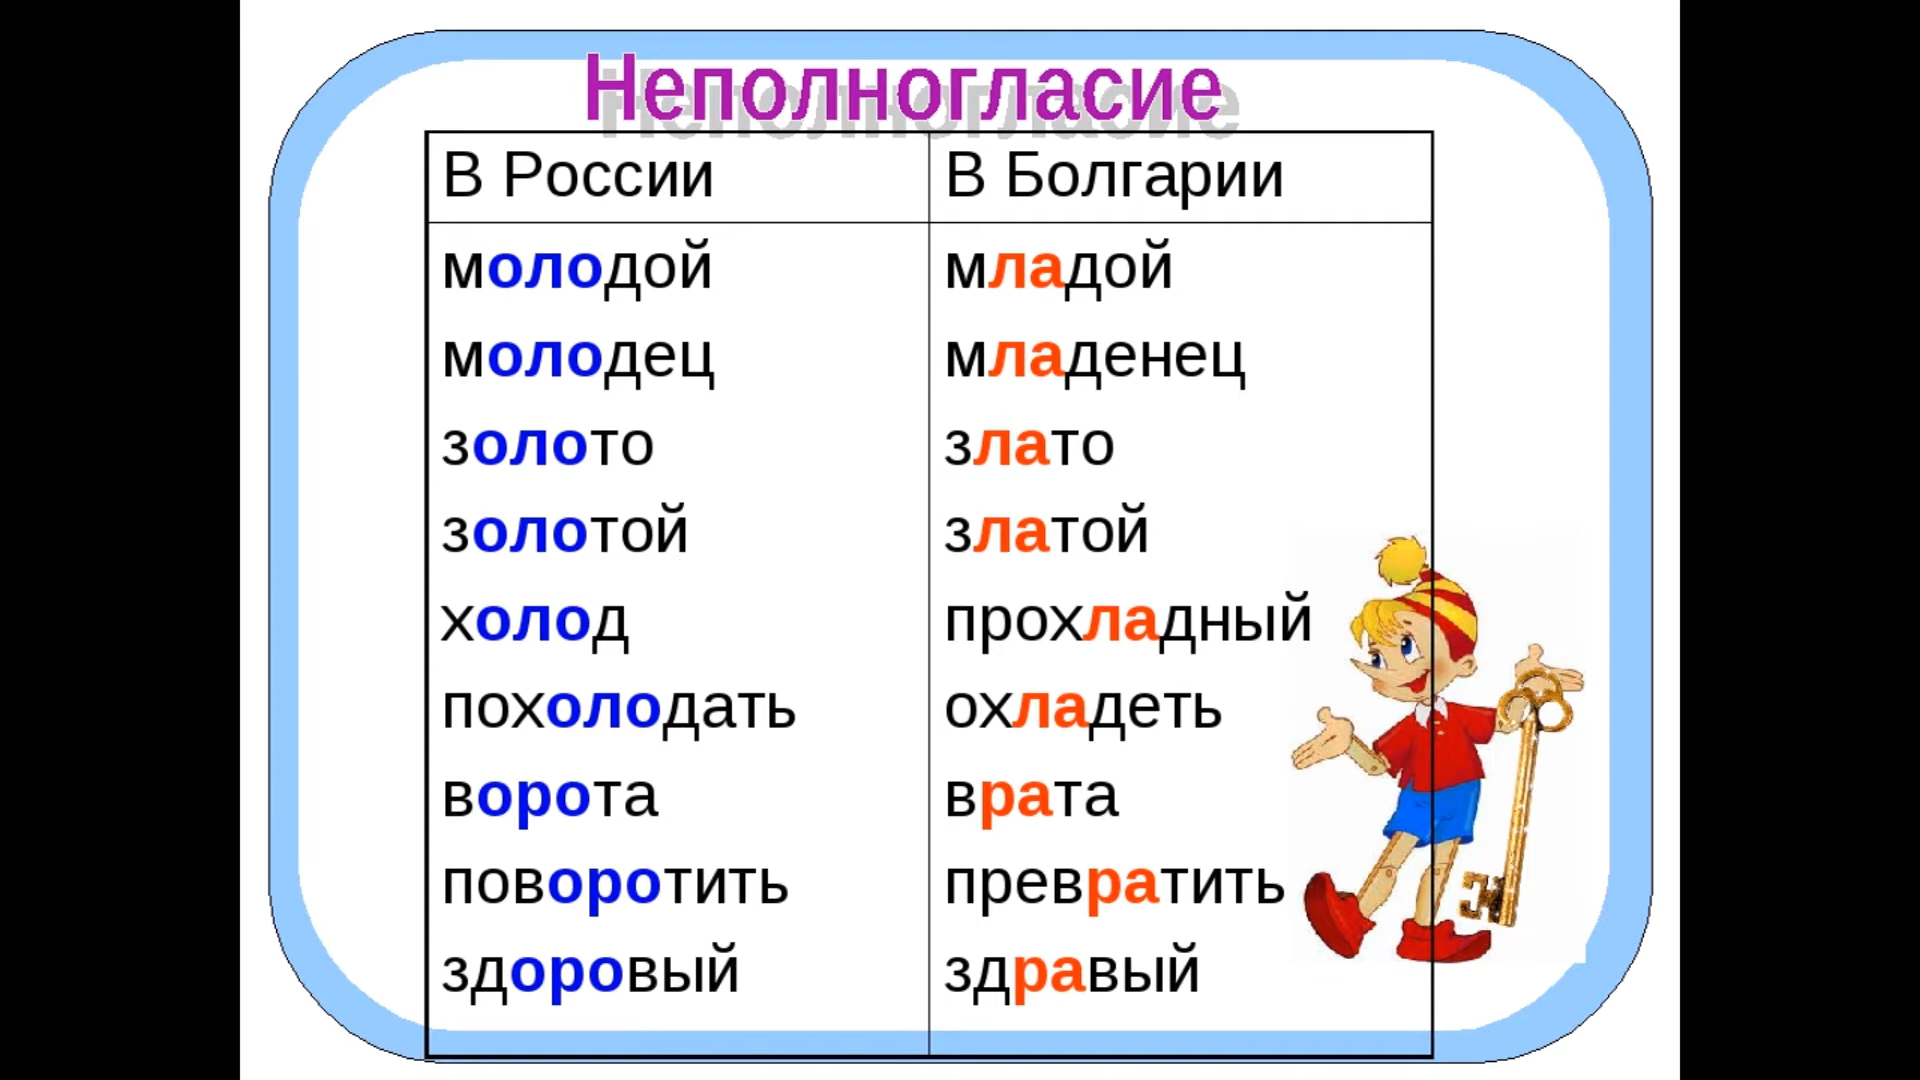 Неполногласие
В России В Болгарии
молодой младой
молодец младенец
золото злато
золотой златой
холод прохладный
похолодать охладеть
ворота врата
поворотить превратить
здоровый здравый